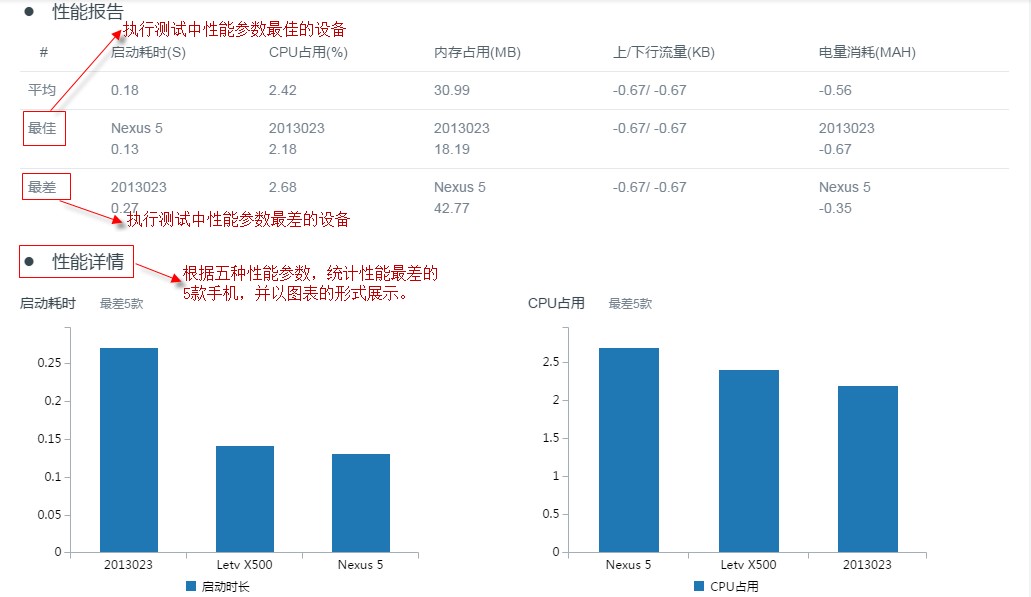 性能报告
执行测试中性能参数最佳的设备
# 启动耗时(S) CPU占用(%) 内存占用(MB) 上/下行流量(KB) 电量消耗(MAH)
平均 0.18 2.42 30.99 -0.67/ -0.67 -0.56
最佳 Nexus 5 2013023 2013023 -0.67/ -0.67 2013023
0.13 2.18 18.19 -0.67
最差 2013023 2.68 Nexus 5 -0.67/ -0.67 Nexus 5
0.27 42.77 -0.35
执行测试中性能参数最差的设备
性能详情
根据五种性能参数，统计性能最差的
5款手机，并以图表的形式展示。
启动耗时 最差5款
0.25
0.2
0.15
0.1
0.05
0
2013023 Letv X500 Nexus 5
启动时长
CPU占用 最差5款
2.5
2
1.5
1
0.5
0
Nexus 5 Letv X500 2013023
CPU占用